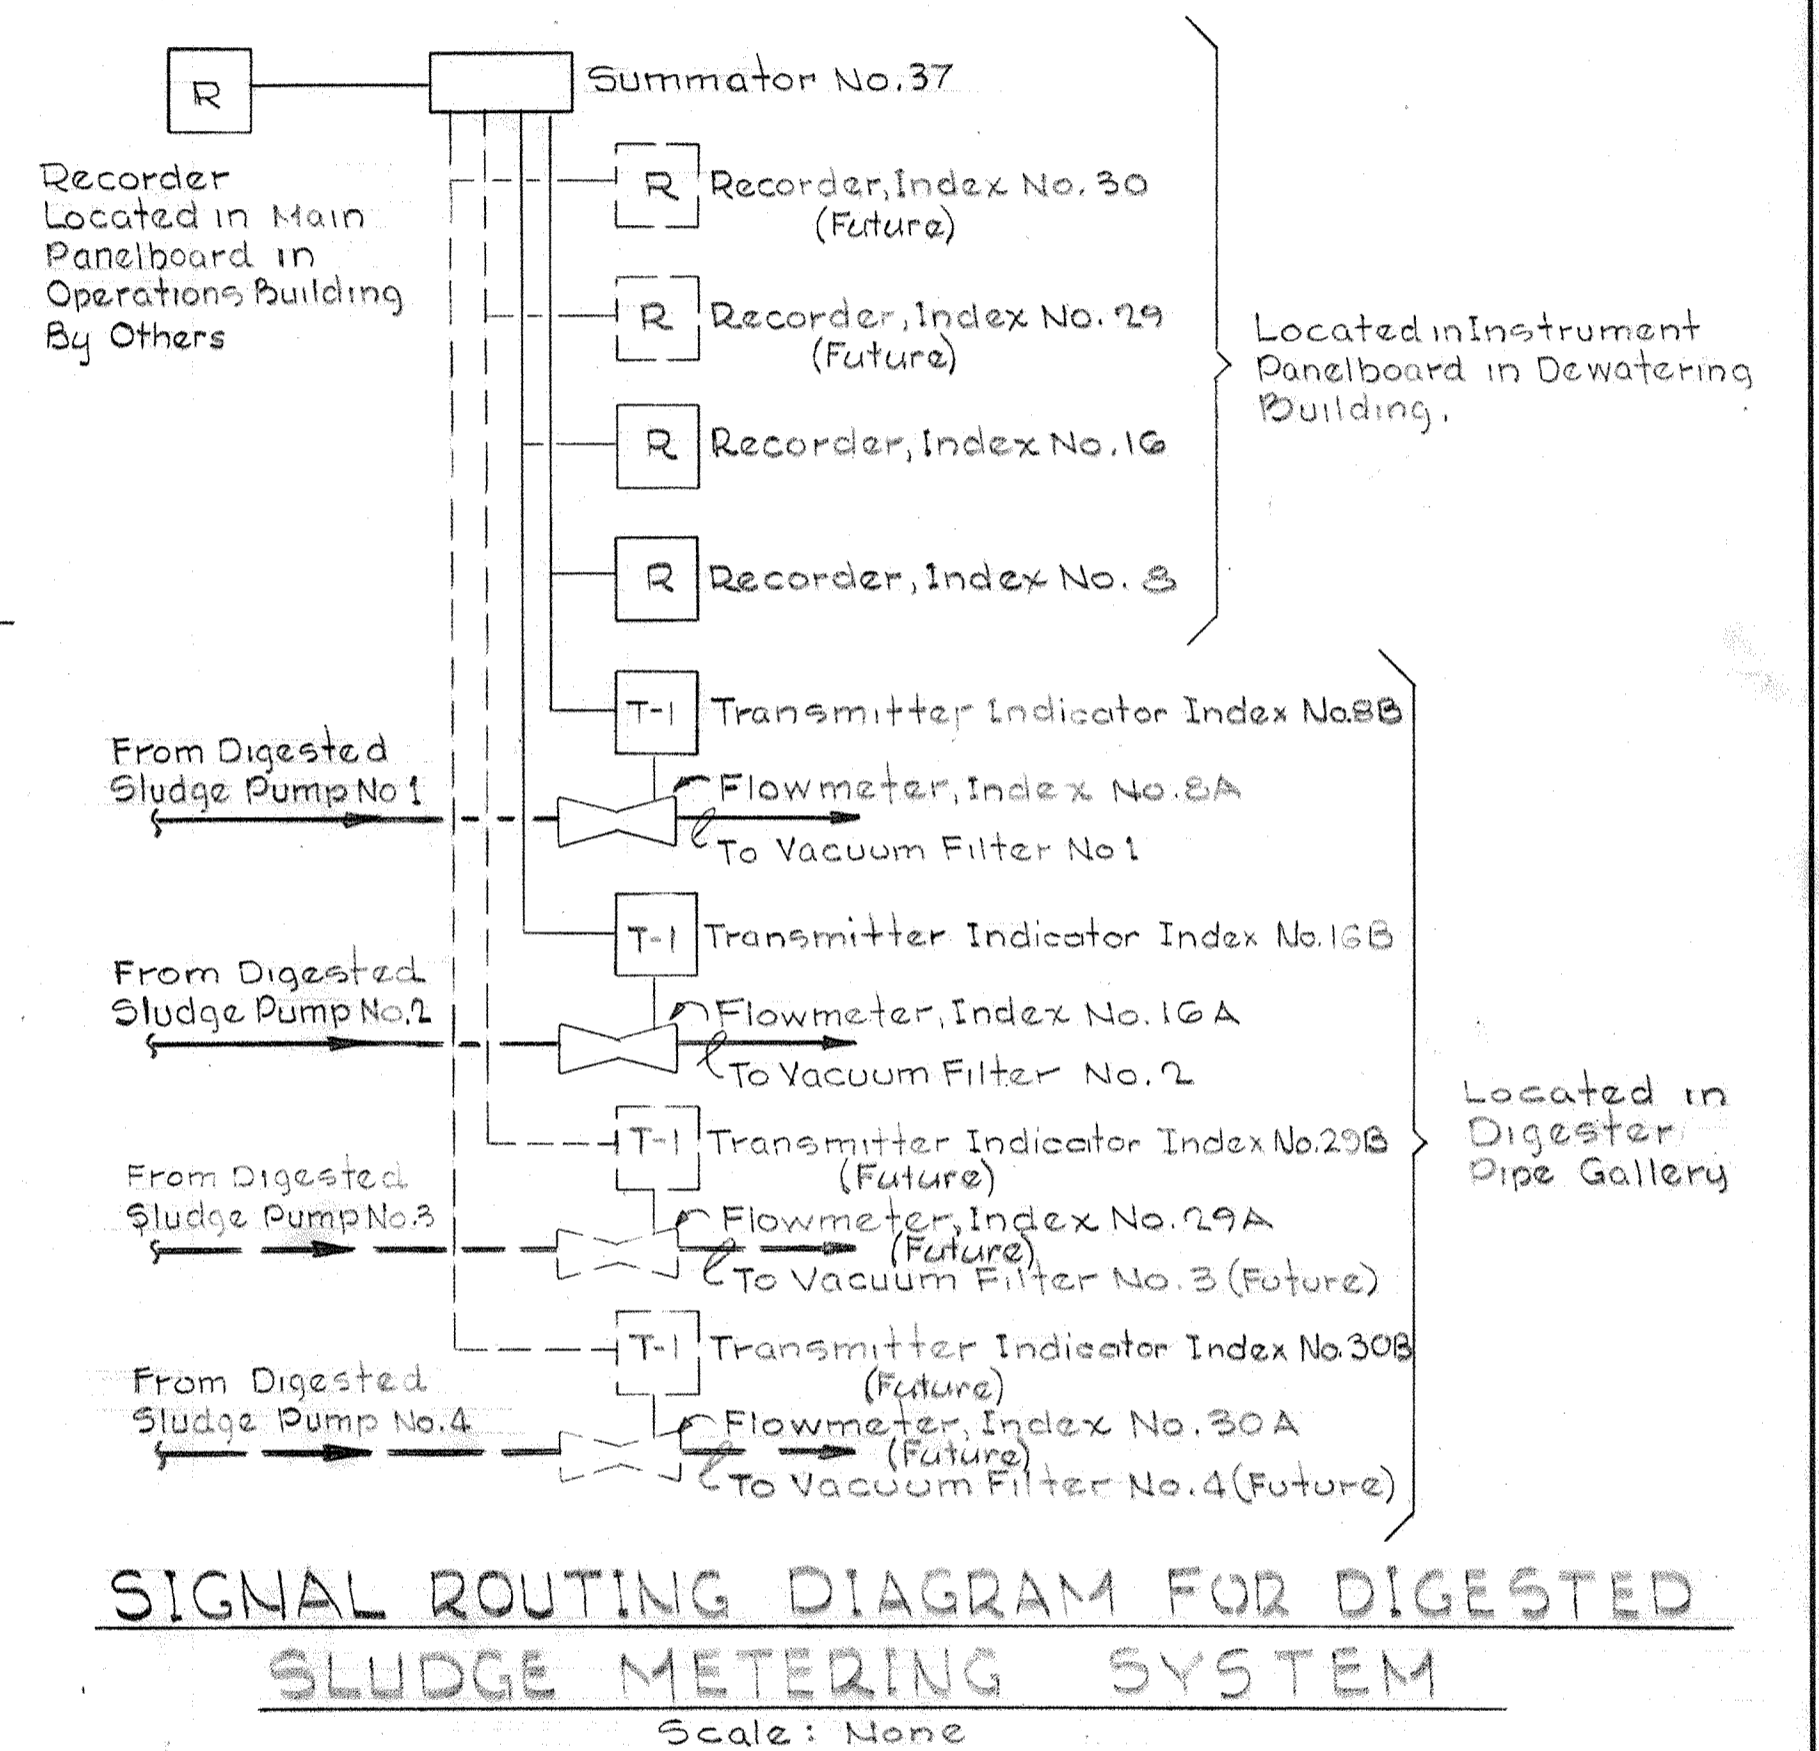 R
Summator No.37
Recorder
Located in Main
Panelboard in
Operations Building
By Others
R Recorder, Index No. 30
(Future)
R Recorder, Index No. 29
(Future)
R Recorder, Index No. 16
R Recorder, Index No. 8
Located in Instrument
Panelboard in Dewatering
Building.
T-1 Transmitter Indicator Index No.8B
From Digested
Sludge Pump No 1
Flowmeter, Index No. 8A
To Vacuum Filter No 1
T-1 Transmitter Indicator Index No.16B
From Digested
Sludge Pump No.2
Flowmeter, Index No. 16A
To Vacuum Filter No. 2
T-1 Transmitter Indicator Index No.29B
(Future)
From Digested
Sludge Pump No.3
Flowmeter, Index No. 29A
(Future)
To Vacuum Filter No. 3 (Future)
T-1 Transmitter Indicator Index No.30B
(Future)
From Digested
Sludge Pump No.4
Flowmeter, Index No. 30A
(Future)
To Vacuum Filter No. 4 (Future)
Located in
Digester
Pipe Gallery
SIGNAL ROUTING DIAGRAM FOR DIGESTED
SLUDGE METERING SYSTEM
Scale: None